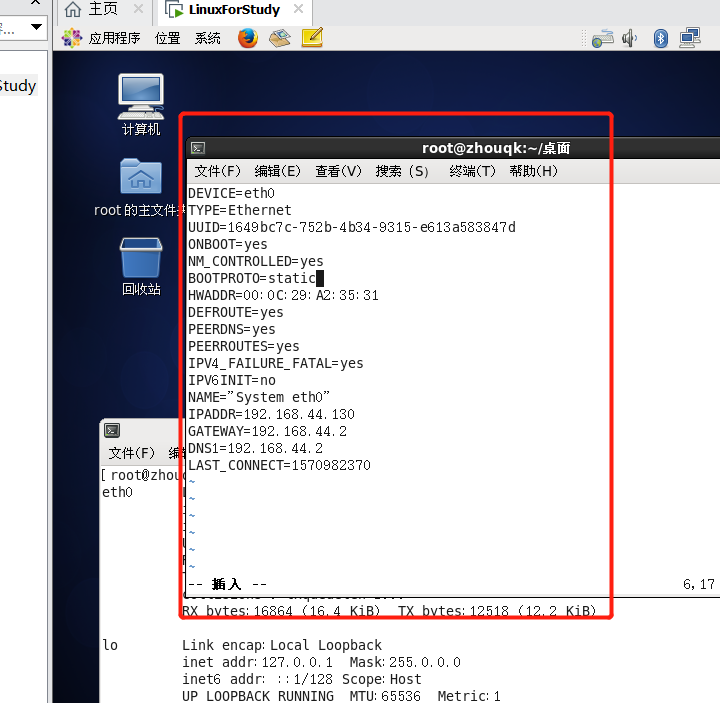 主页
LinuxForStudy
应用程序 位置 系统
Study
计算机
root 的主文件
回收站
root@zhouqk:~/桌面
文件(F) 编辑(E) 查看(V) 搜索 (S) 终端(T) 帮助(H)
DEVICE=eth0
TYPE=Ethernet
UUID=1649bc7c-752b-4b34-9315-e613a583847d
ONBOOT=yes
NM_CONTROLLED=yes
BOOTPROTO=static
HWADDR=00:0C:29:A2:35:31
DEFROUTE=yes
PEERDNS=yes
PEERROUTES=yes
IPV4_FAILURE_FATAL=yes
IPV6INIT=no
NAME="System eth0"
IPADDR=192.168.44.130
GATEWAY=192.168.44.2
DNS1=192.168.44.2
LAST_CONNECT=1570982370
~
~
~
~
~
~
-- 插入 -- 6,17
文件(F) 编
[root@zhou
eth0
RX bytes:16864 (16.4 KiB) TX bytes:12518 (12.2 KiB)
lo Link encap:Local Loopback
inet addr:127.0.0.1 Mask:255.0.0.0
inet6 addr: ::1/128 Scope:Host
UP LOOPBACK RUNNING MTU:65536 Metric:1